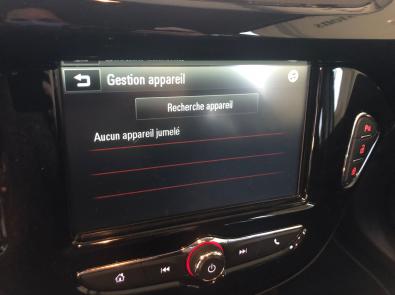 Gestion appareil
Recherche appareil
Aucun appareil jumelé